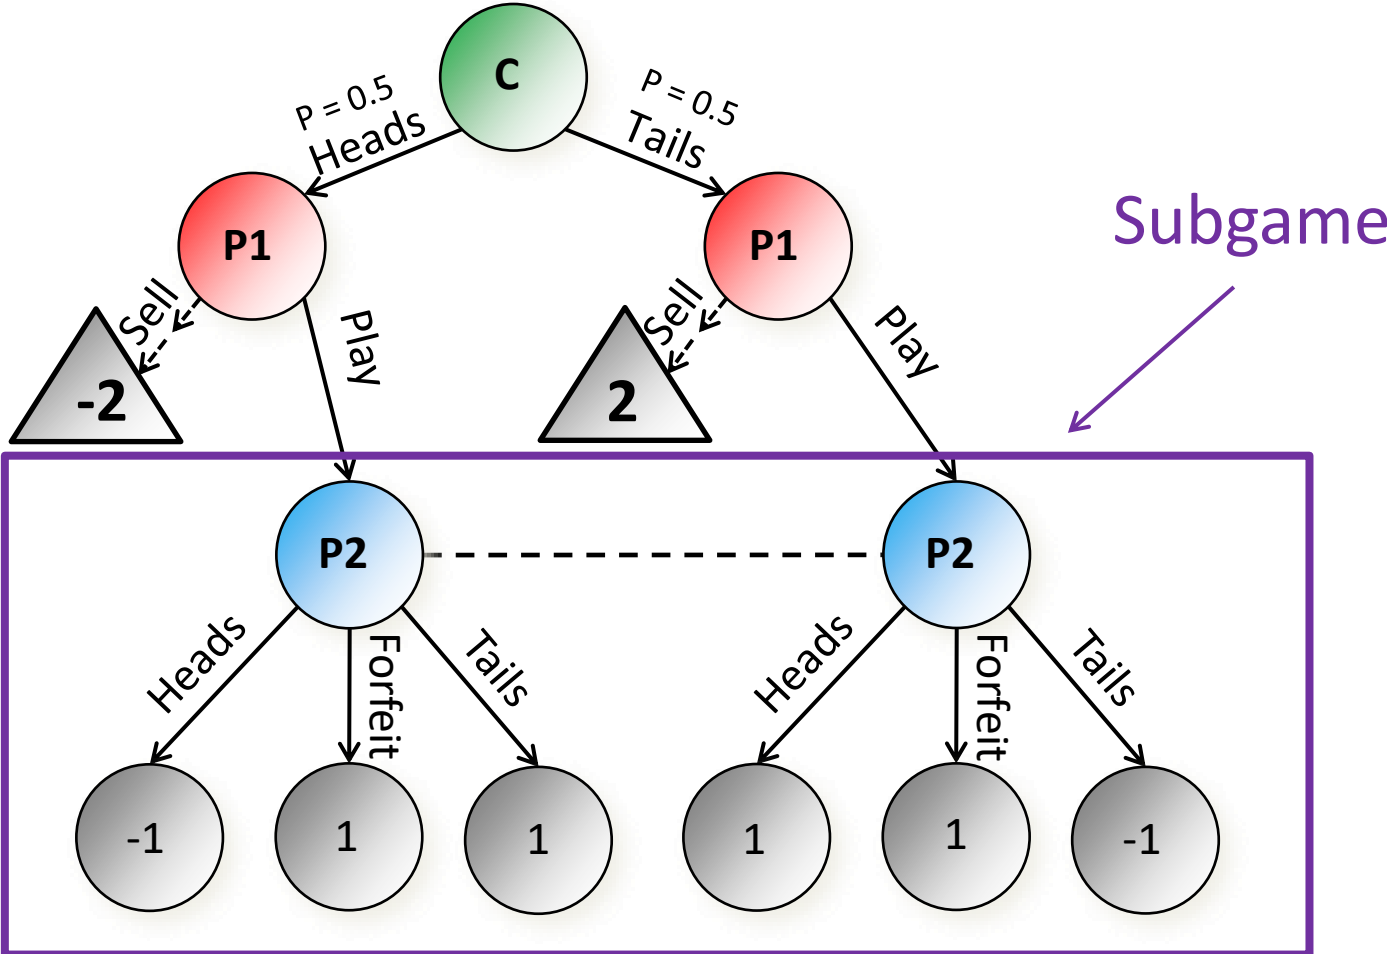 C
P = 0.5
Heads
P = 0.5
Tails
P1
P1
Subgame
Sell
Play
Sell
Play
-2
2
P2
P2
Heads
Forfeit
Tails
Heads
Forfeit
Tails
-1
1
1
1
1
-1